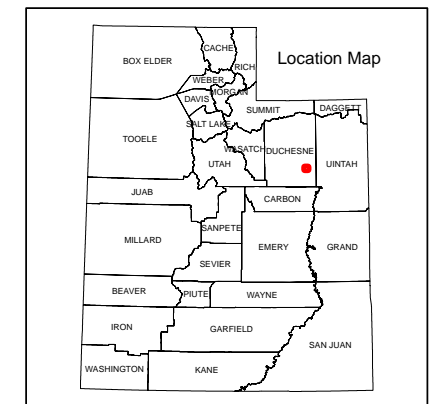 Location Map
CACHE
BOX ELDER
RICH
WEBER
MORGAN
DAVIS
SUMMIT
DAGGETT
SALT LAKE
TOOELE
WASATCH
DUCHESNE
UTAH
UINTAH
JUAB
CARBON
SANPETE
MILLARD
EMERY
GRAND
SEVIER
BEAVER
PIUTE
WAYNE
IRON
GARFIELD
SAN JUAN
WASHINGTON
KANE